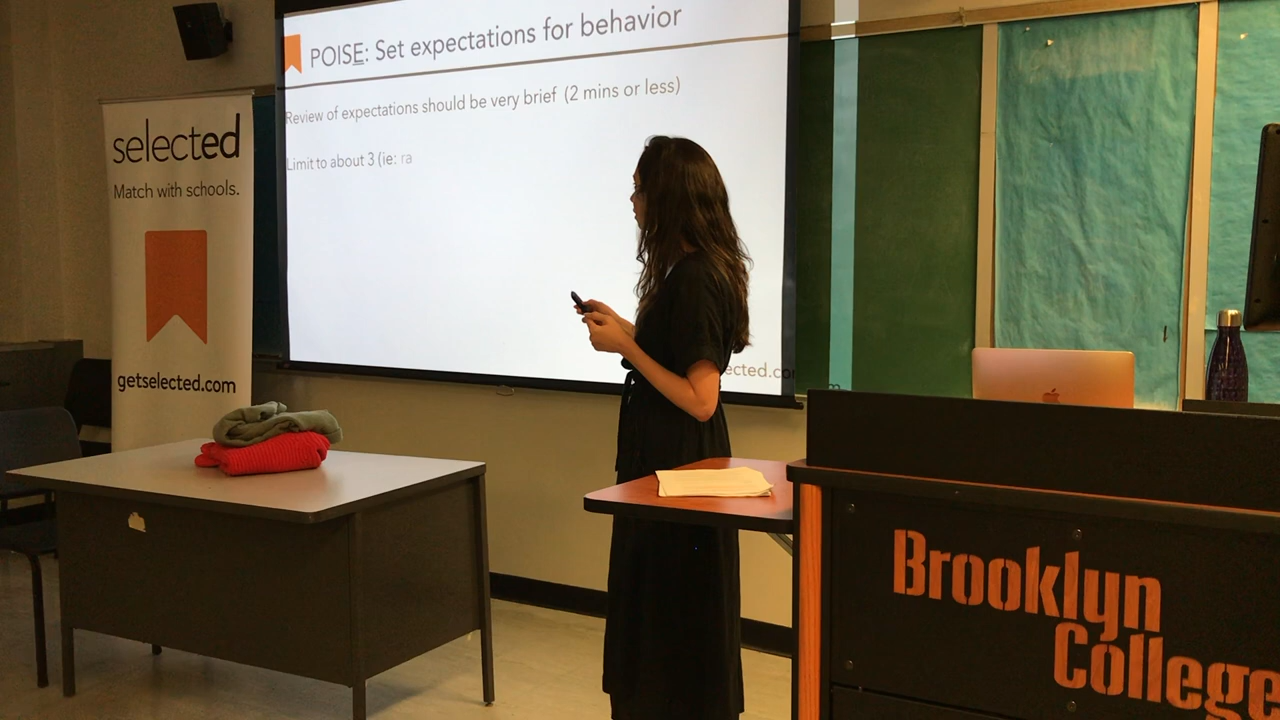 selected
Match with schools.
getselected.com
POISE: Set expectations for behavior
Review of expectations should be very brief (2 mins or less)
Limit to about 3 (ie: ra
Brooklyn
College